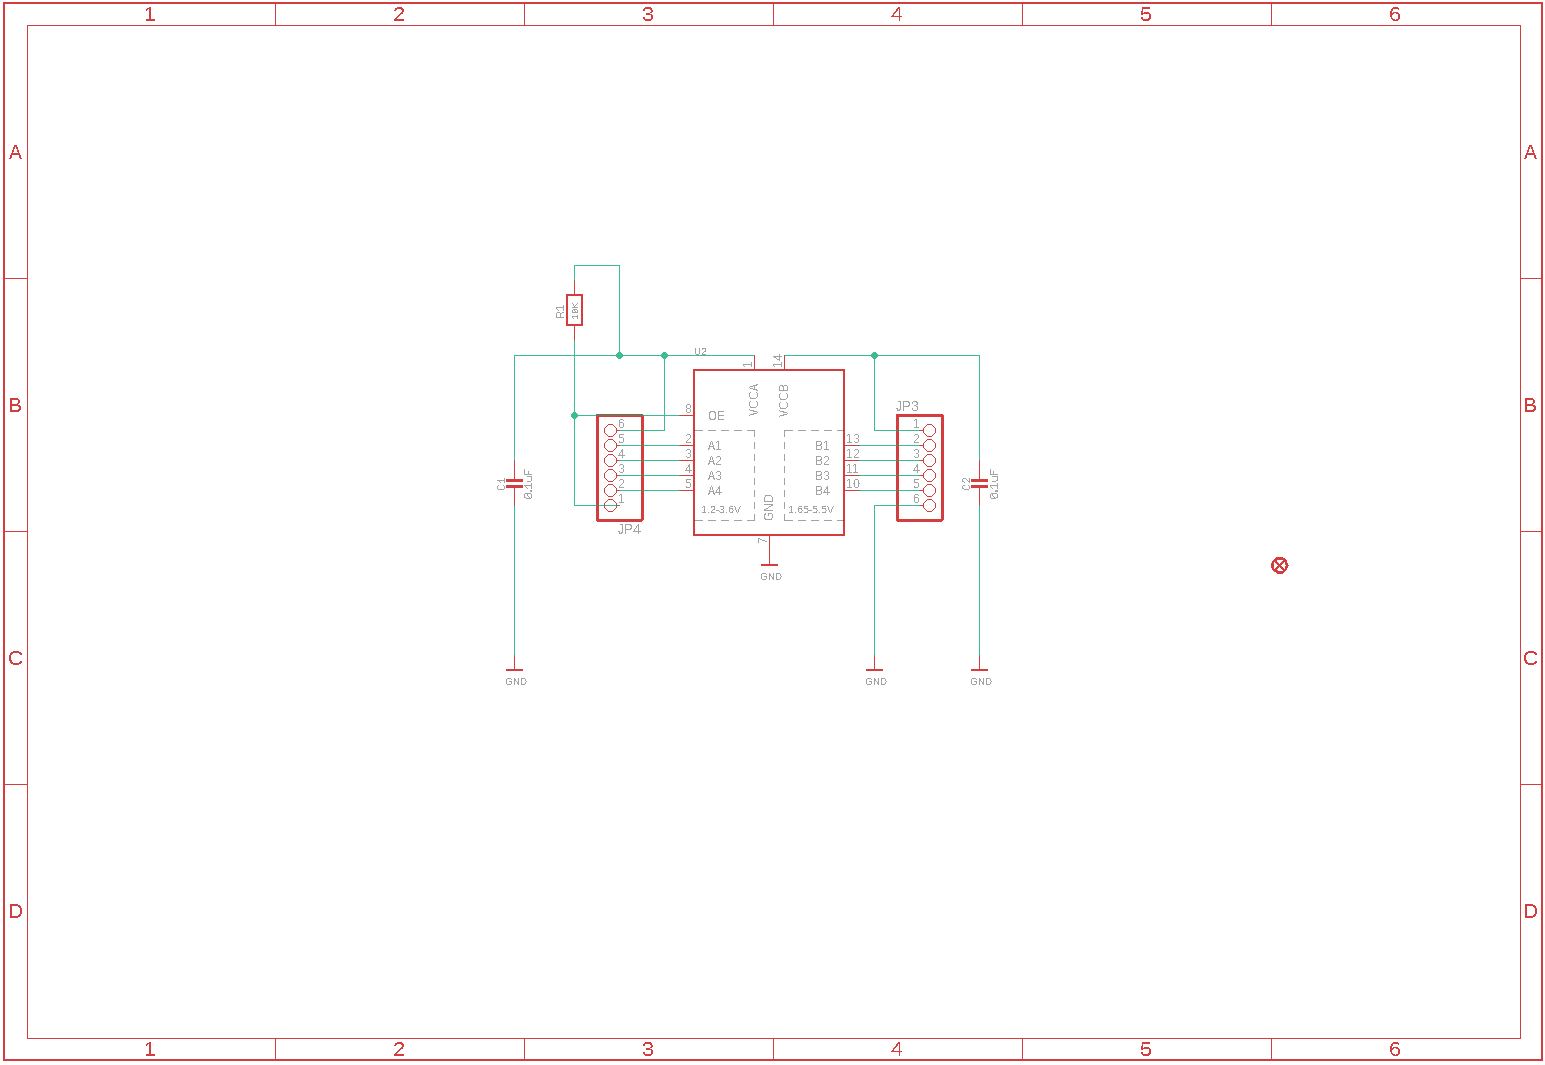 1 2 3 4 5 6
A A
R1
10K
U2
1
14
B B
JP3
VCCA
VCCB
8
OE
6
5
4
3
2
1
2
3
4
5
A1
A2
A3
A4
13
12
11
10
B1
B2
B3
B4
1
2
3
4
5
6
C1
0.1uF
C2
0.1uF
GND
1.2-3.6V
1.65-5.5V
JP4
7
GND
C C
GND
GND
GND
D D
1 2 3 4 5 6